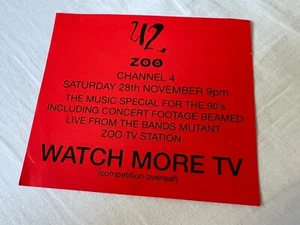 U2
ZOO
CHANNEL 4
SATURDAY 28th NOVEMBER 9pm
THE MUSIC SPECIAL FOR THE 90's
INCLUDING CONCERT FOOTAGE BEAMED
LIVE FROM THE BANDS MUTANT
ZOO TV STATION
WATCH MORE TV
(competition overleaf)